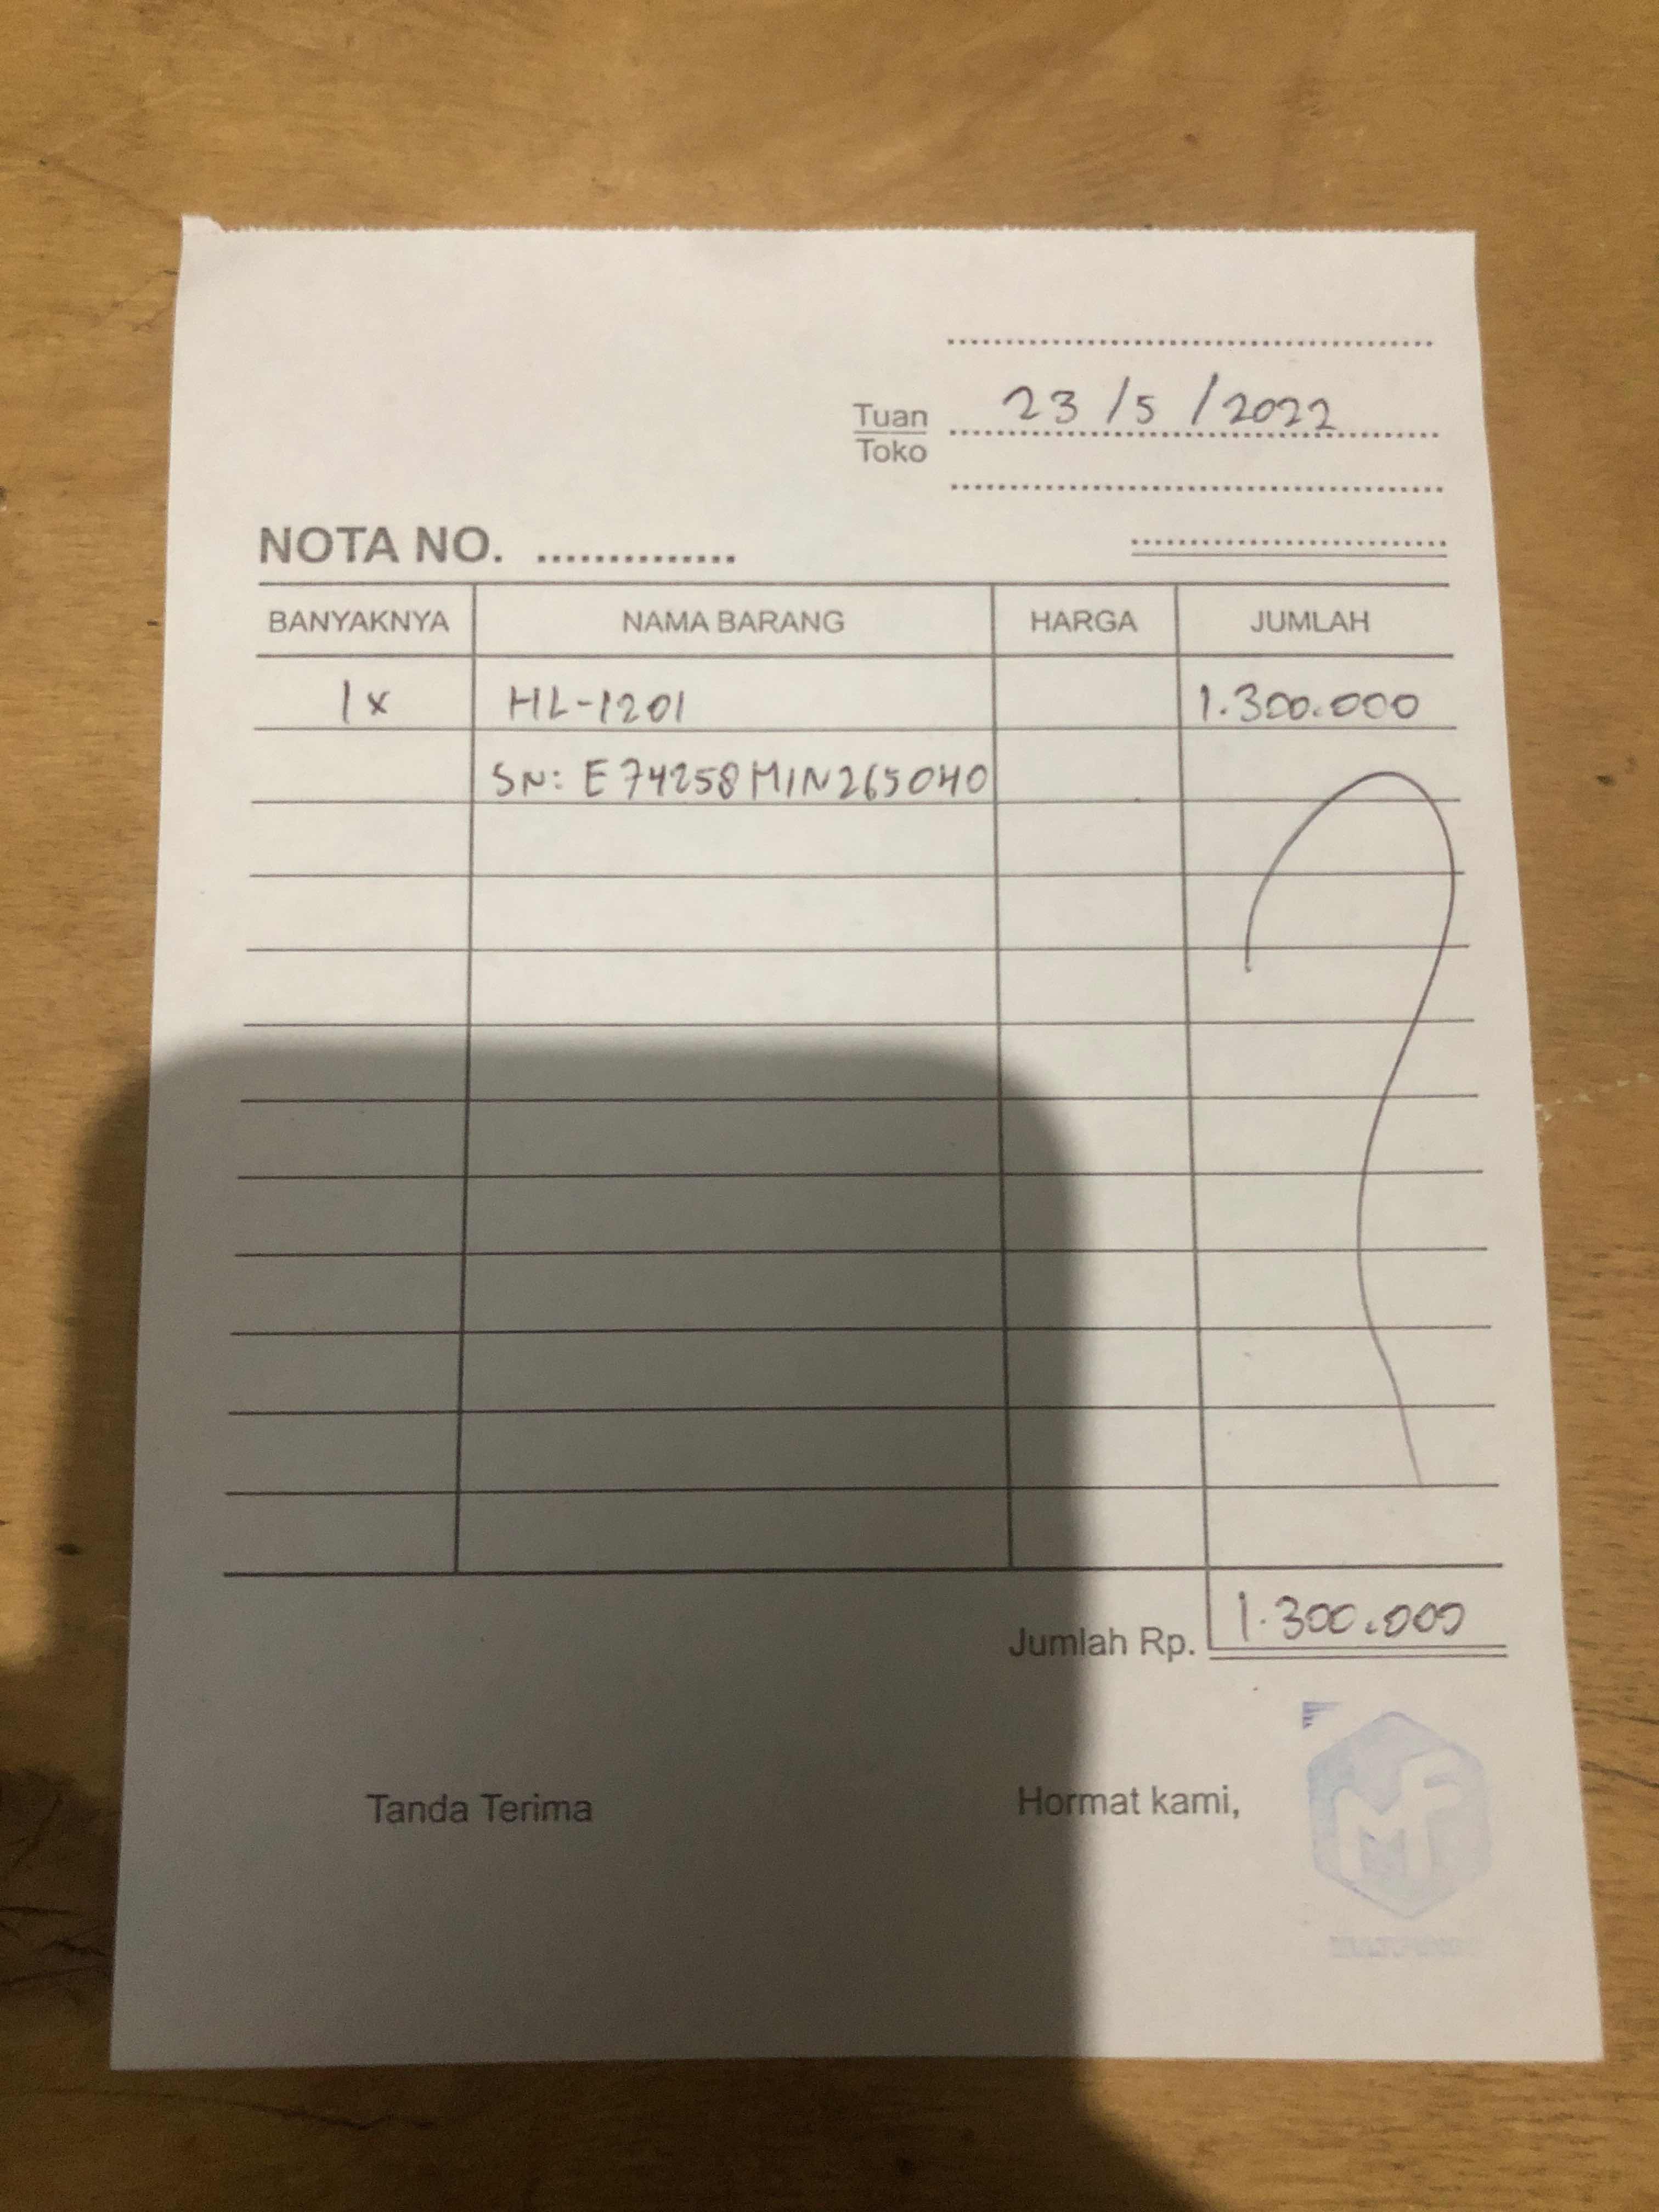 23/5/2022
Tuan
Toko
NOTA NO. ..............
BANYAKNYA NAMA BARANG HARGA JUMLAH
1x HL-1201 1.300.000
SN: E74258M1N265040
Jumlah Rp. 1.300.000
Tanda Terima Hormat kami,
MP